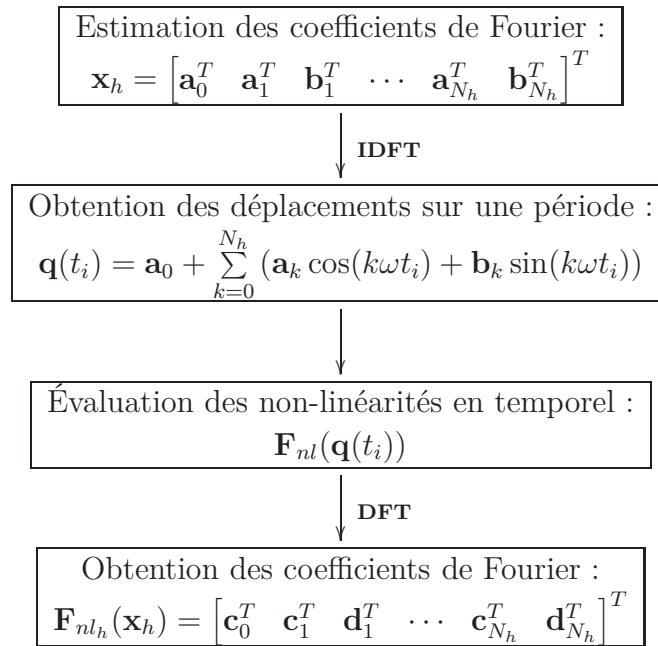 Estimation des coefficients de Fourier :
𝐱_h = [𝐚_0^T 𝐚_1^T 𝐛_1^T ⋯ 𝐚_{N_h}^T 𝐛_{N_h}^T]^T
IDFT
Obtention des déplacements sur une période :
𝐪(t_i) = 𝐚_0 + ∑_{k=0}^{N_h} (𝐚_k cos(kωt_i) + 𝐛_k sin(kωt_i))
Évaluation des non-linéarités en temporel :
𝐅_{nl}(𝐪(t_i))
DFT
Obtention des coefficients de Fourier :
𝐅_{nl_h}(𝐱_h) = [𝐜_0^T 𝐜_1^T 𝐝_1^T ⋯ 𝐜_{N_h}^T 𝐝_{N_h}^T]^T